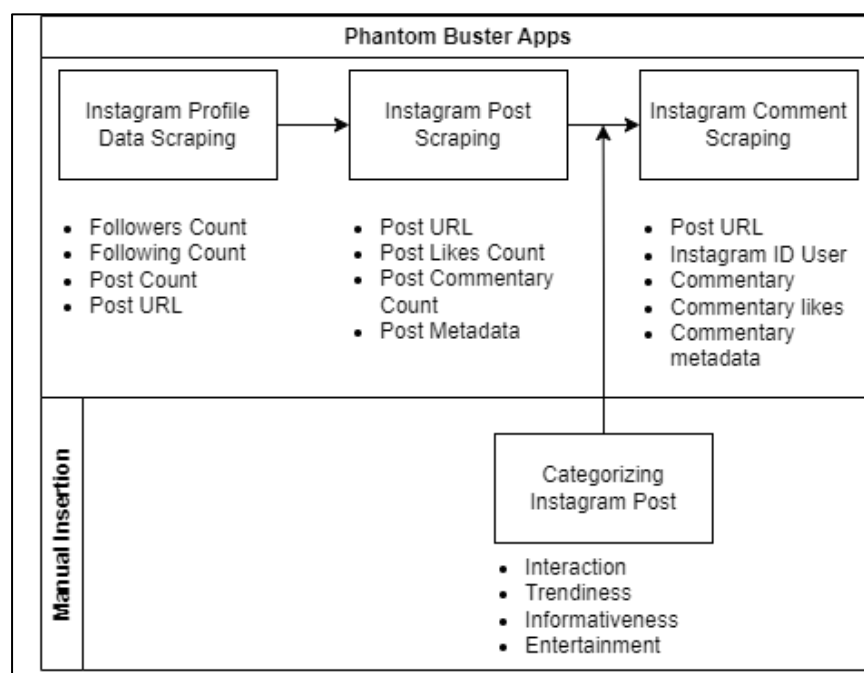 Phantom Buster Apps
Instagram Profile
Data Scraping
Instagram Post
Scraping
Instagram Comment
Scraping
• Followers Count
• Following Count
• Post Count
• Post URL
• Post URL
• Post Likes Count
• Post Commentary
Count
• Post Metadata
• Post URL
• Instagram ID User
• Commentary
• Commentary likes
• Commentary
metadata
Manual Insertion
Categorizing
Instagram Post
• Interaction
• Trendiness
• Informativeness
• Entertainment